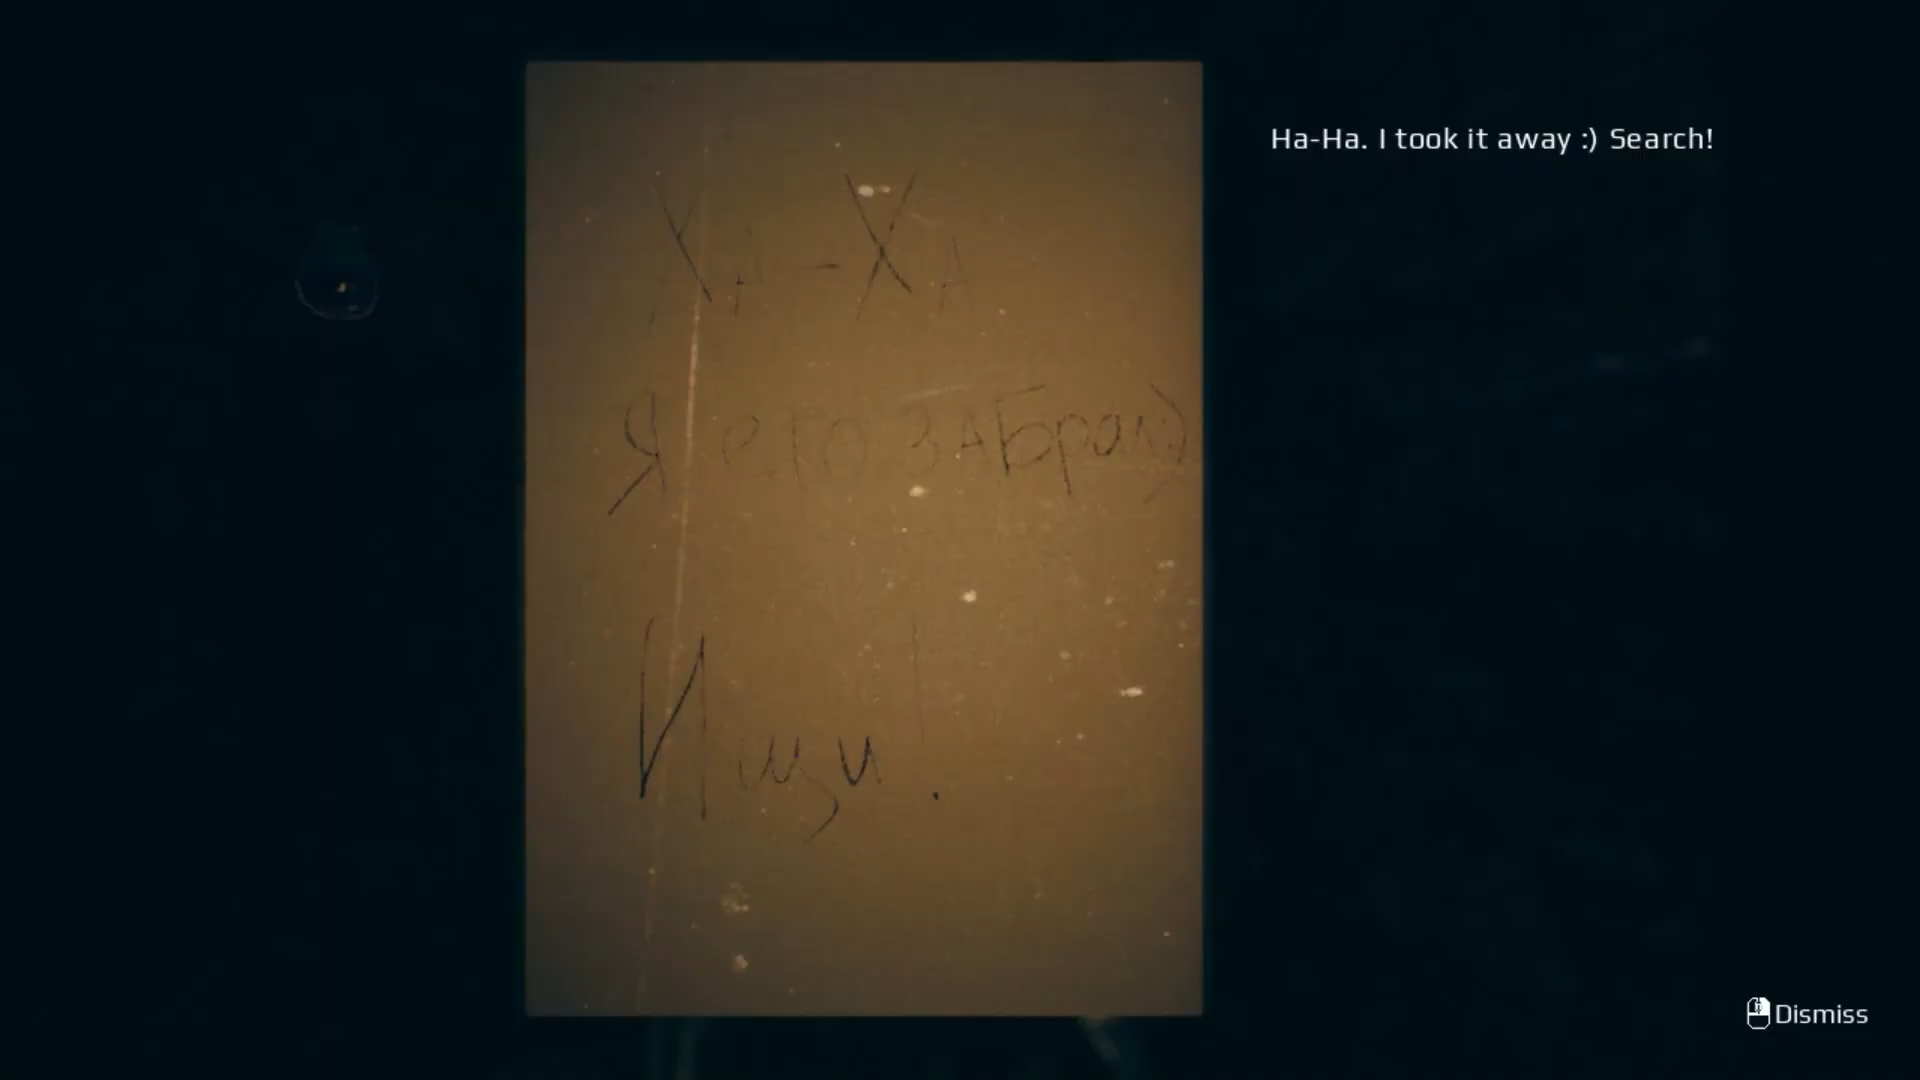 Ха-Ха
Я его забрал)
Ищи!
Ha-Ha. I took it away :) Search!
Dismiss